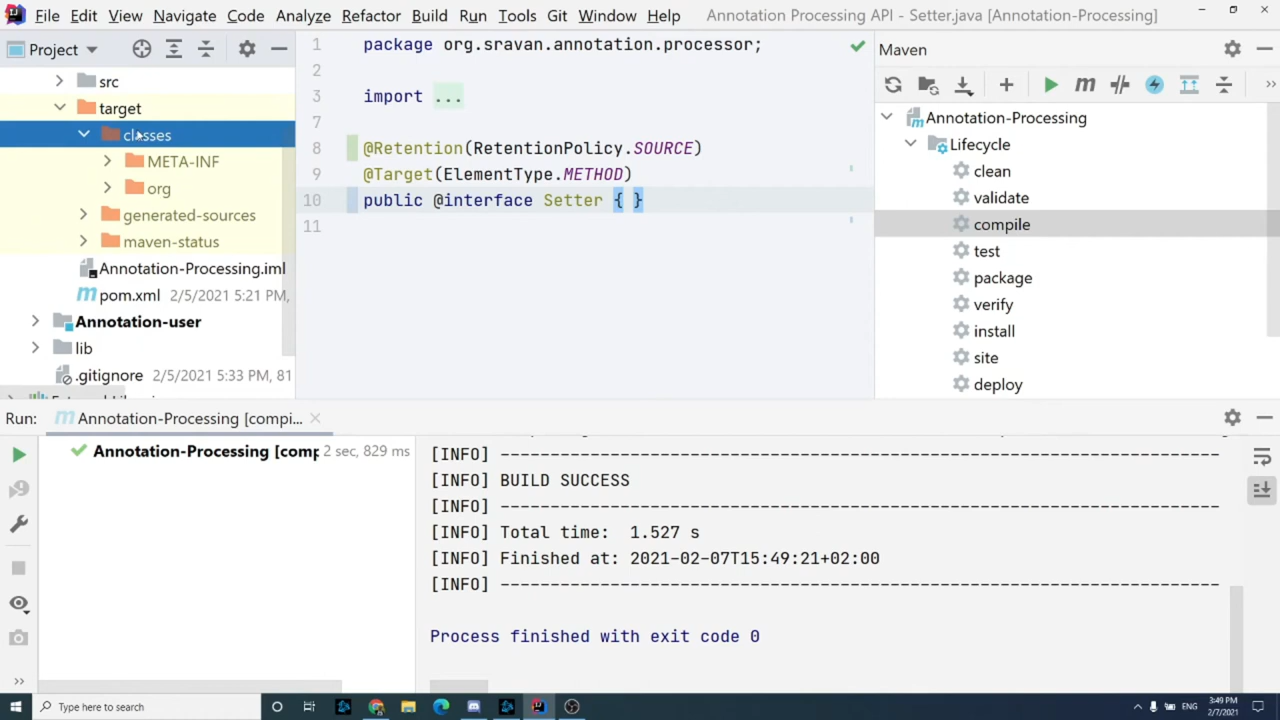 File Edit View Navigate Code Analyze Refactor Build Run Tools Git Window Help Annotation Processing API - Setter.java [Annotation-Processing]
Project
src
target
classes
META-INF
org
generated-sources
maven-status
Annotation-Processing.iml
pom.xml 2/5/2021 5:21 PM,
Annotation-user
lib
.gitignore 2/5/2021 5:33 PM, 81
1 package org.sravan.annotation.processor;
2
3 import ...
7
8 @Retention(RetentionPolicy.SOURCE)
9 @Target(ElementType.METHOD)
10 public @interface Setter { }
11
Maven
Annotation-Processing
Lifecycle
clean
validate
compile
test
package
verify
install
site
deploy
Run: Annotation-Processing [compi...
Annotation-Processing [comp 2 sec, 829 ms
[INFO] ------------------------------------------------------------------------
[INFO] BUILD SUCCESS
[INFO] ------------------------------------------------------------------------
[INFO] Total time:  1.527 s
[INFO] Finished at: 2021-02-07T15:49:21+02:00
[INFO] ------------------------------------------------------------------------
Process finished with exit code 0
Type here to search
ENG
3:49 PM
2/7/2021